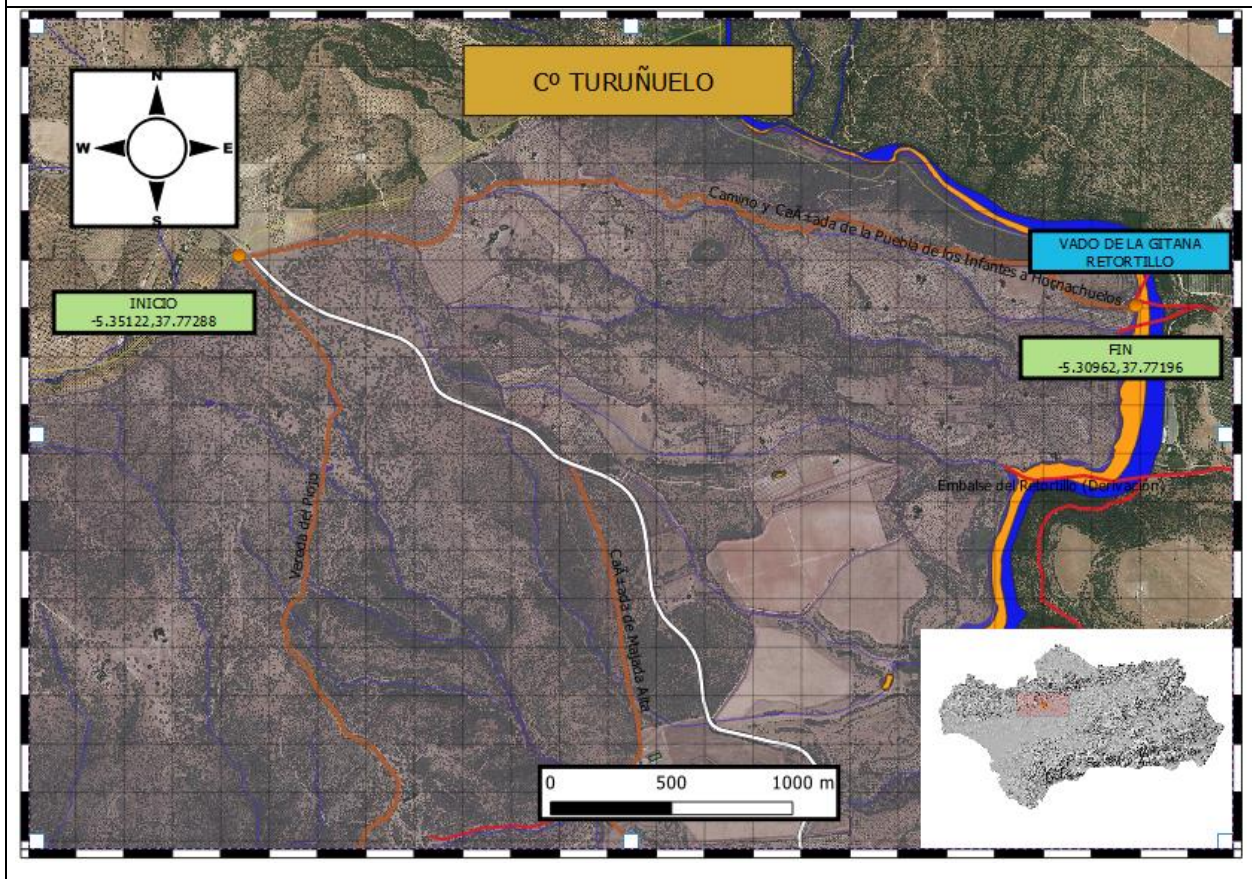 Cº TURUÑUELO
N
W
E
S
Camino y CaÃ±ada de la Puebla de los Infantes a Hornachuelos
VADO DE LA GITANA
RETORTILLO
INICIO
-5.35122,37.77288
FIN
-5.30962,37.77196
Embalse del Retortillo (Derivación)
Vereda del Piojo
CaÃ±ada de Majada Alta
0 500 1000 m